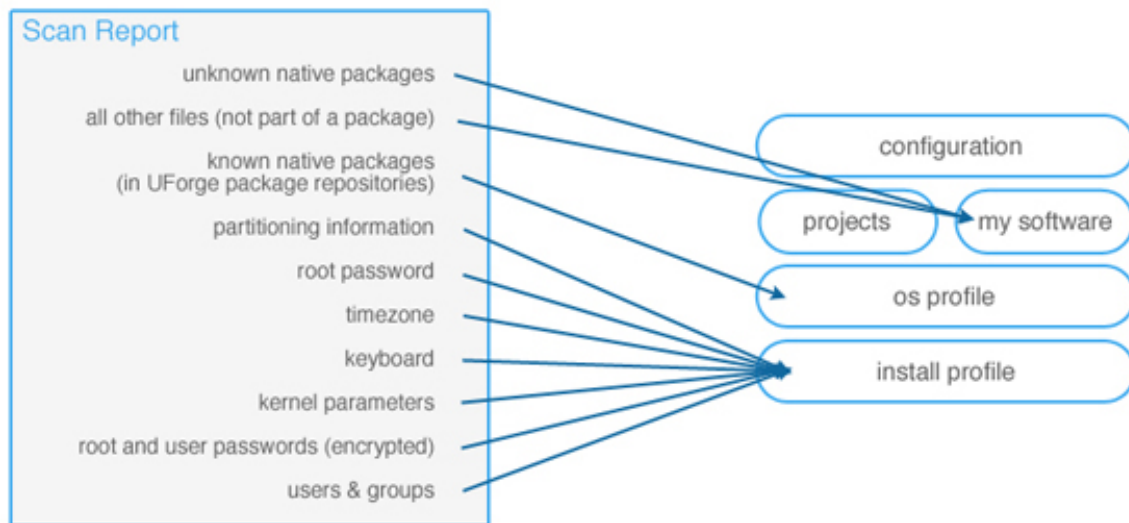 Scan Report
unknown native packages
all other files (not part of a package)
known native packages
(in UForge package repositories)
partitioning information
root password
timezone
keyboard
kernel parameters
root and user passwords (encrypted)
users & groups
configuration
projects
my software
os profile
install profile